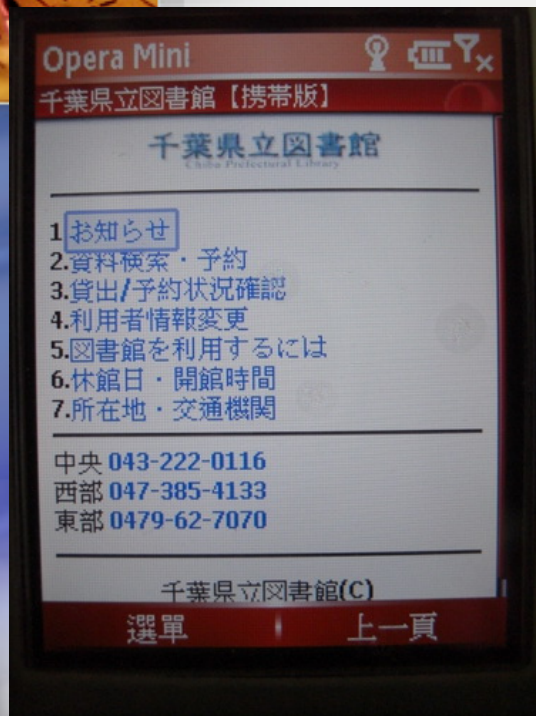 Opera Mini
千葉県立図書館【携帯版】
千葉県立図書館
Chiba Prefectural Library
1 お知らせ
2.資料検索・予約
3.貸出/予約状況確認
4.利用者情報変更
5.図書館を利用するには
6.休館日・開館時間
7.所在地・交通機関
中央 043-222-0116
西部 047-385-4133
東部 0479-62-7070
千葉県立図書館(C)
選單 上一頁